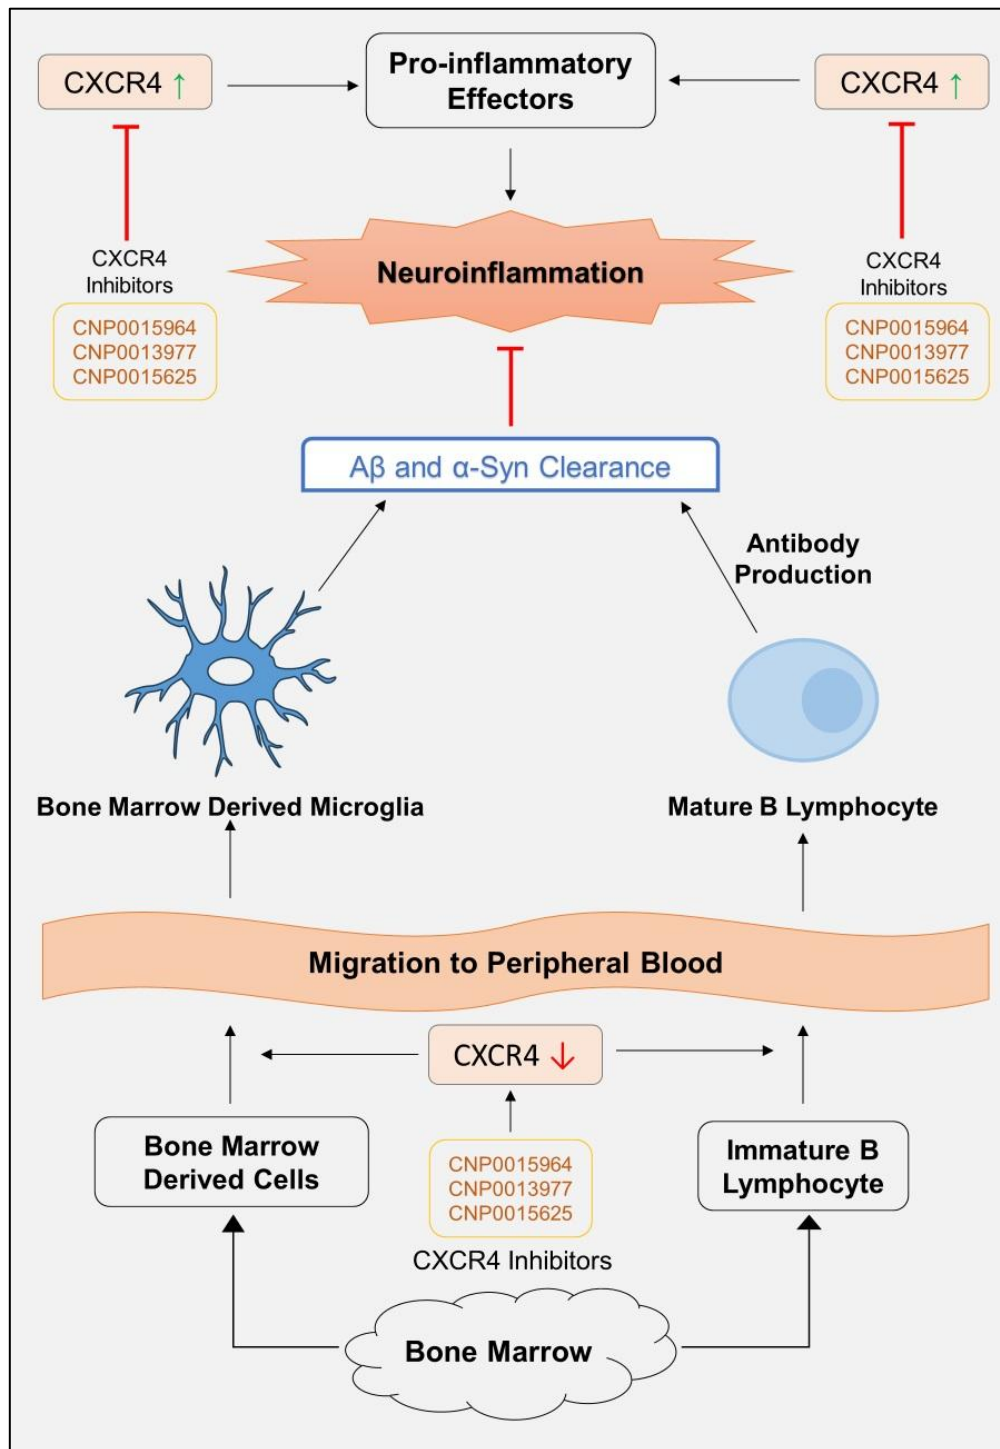 CXCR4 ↑
Pro-inflammatory
Effectors
CXCR4 ↑
CXCR4
Inhibitors
CNP0015964
CNP0013977
CNP0015625
Neuroinflammation
CXCR4
Inhibitors
CNP0015964
CNP0013977
CNP0015625
Aβ and α-Syn Clearance
Antibody
Production
Bone Marrow Derived Microglia
Mature B Lymphocyte
Migration to Peripheral Blood
CXCR4 ↓
Bone Marrow
Derived Cells
CNP0015964
CNP0013977
CNP0015625
CXCR4 Inhibitors
Immature B
Lymphocyte
Bone Marrow